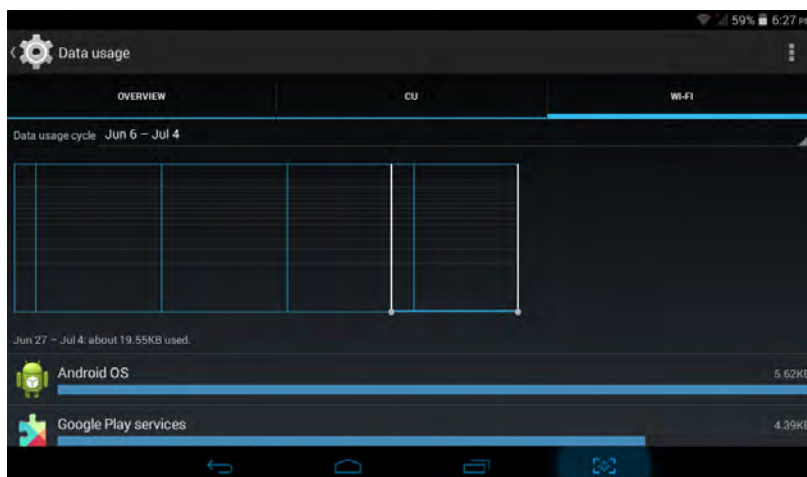 59% 6:27 PM
Data usage
OVERVIEW CU WI-FI
Data usage cycle Jun 6 – Jul 4
Jun 27 – Jul 4: about 19.55KB used.
Android OS 5.62KB
Google Play services 4.39KB